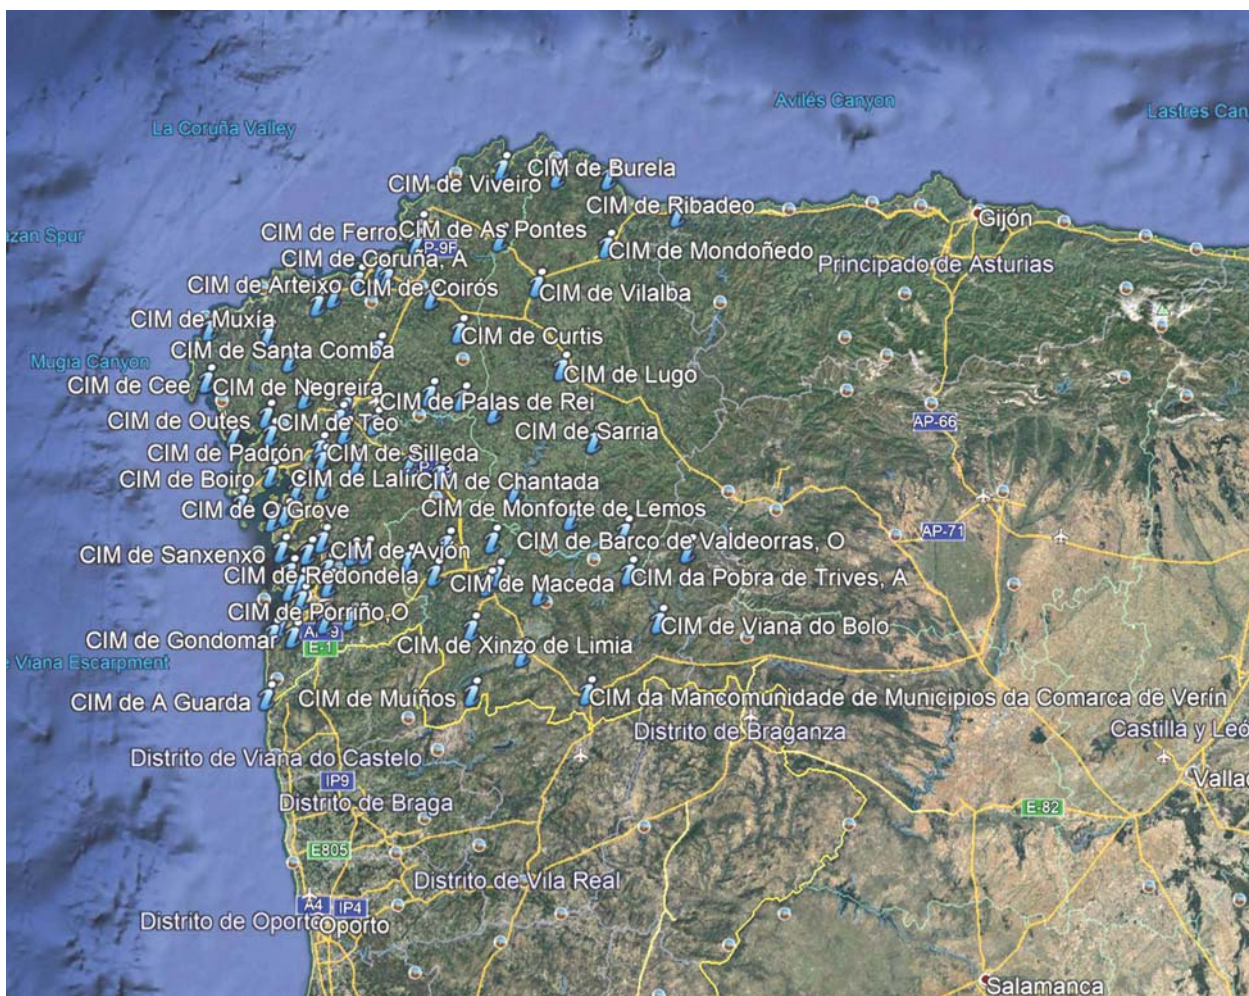 Avilés Canyon
Lastres Can
La Coruña Valley
CIM de Burela
CIM de Viveiro
CIM de Ribadeo
Gijón
CIM de Ferro
CIM de As Pontes
CIM de Mondoñedo
CIM de Coruña, A
Principado de Asturias
CIM de Arteixo
CIM de Coirós
CIM de Vilalba
CIM de Muxía
CIM de Curtis
CIM de Santa Comba
Mugia Canyon
CIM de Cee
CIM de Negreira
CIM de Lugo
CIM de Palas de Rei
CIM de Outes
CIM de Teo
AP-66
CIM de Sarria
CIM de Padrón
CIM de Silleda
CIM de Boiro
CIM de Lalín
CIM de Chantada
CIM de O Grove
CIM de Monforte de Lemos
AP-71
CIM de Sanxenxo
CIM de Avión
CIM de Barco de Valdeorras, O
CIM de Redondela
CIM de Maceda
CIM da Pobra de Trives, A
CIM de Porriño,O
CIM de Viana do Bolo
CIM de Gondomar
E-1
CIM de Xinzo de Limia
e Viana Escarpment
CIM de A Guarda
CIM de Muíños
CIM da Mancomunidade de Municipios da Comarca de Verín
Distrito de Braganza
Castilla y Leó
Distrito de Viana do Castelo
IP9
Vallad
Distrito de Braga
E-82
E805
Distrito de Vila Real
A4
IP4
Distrito de Oporto
Oporto
Salamanca